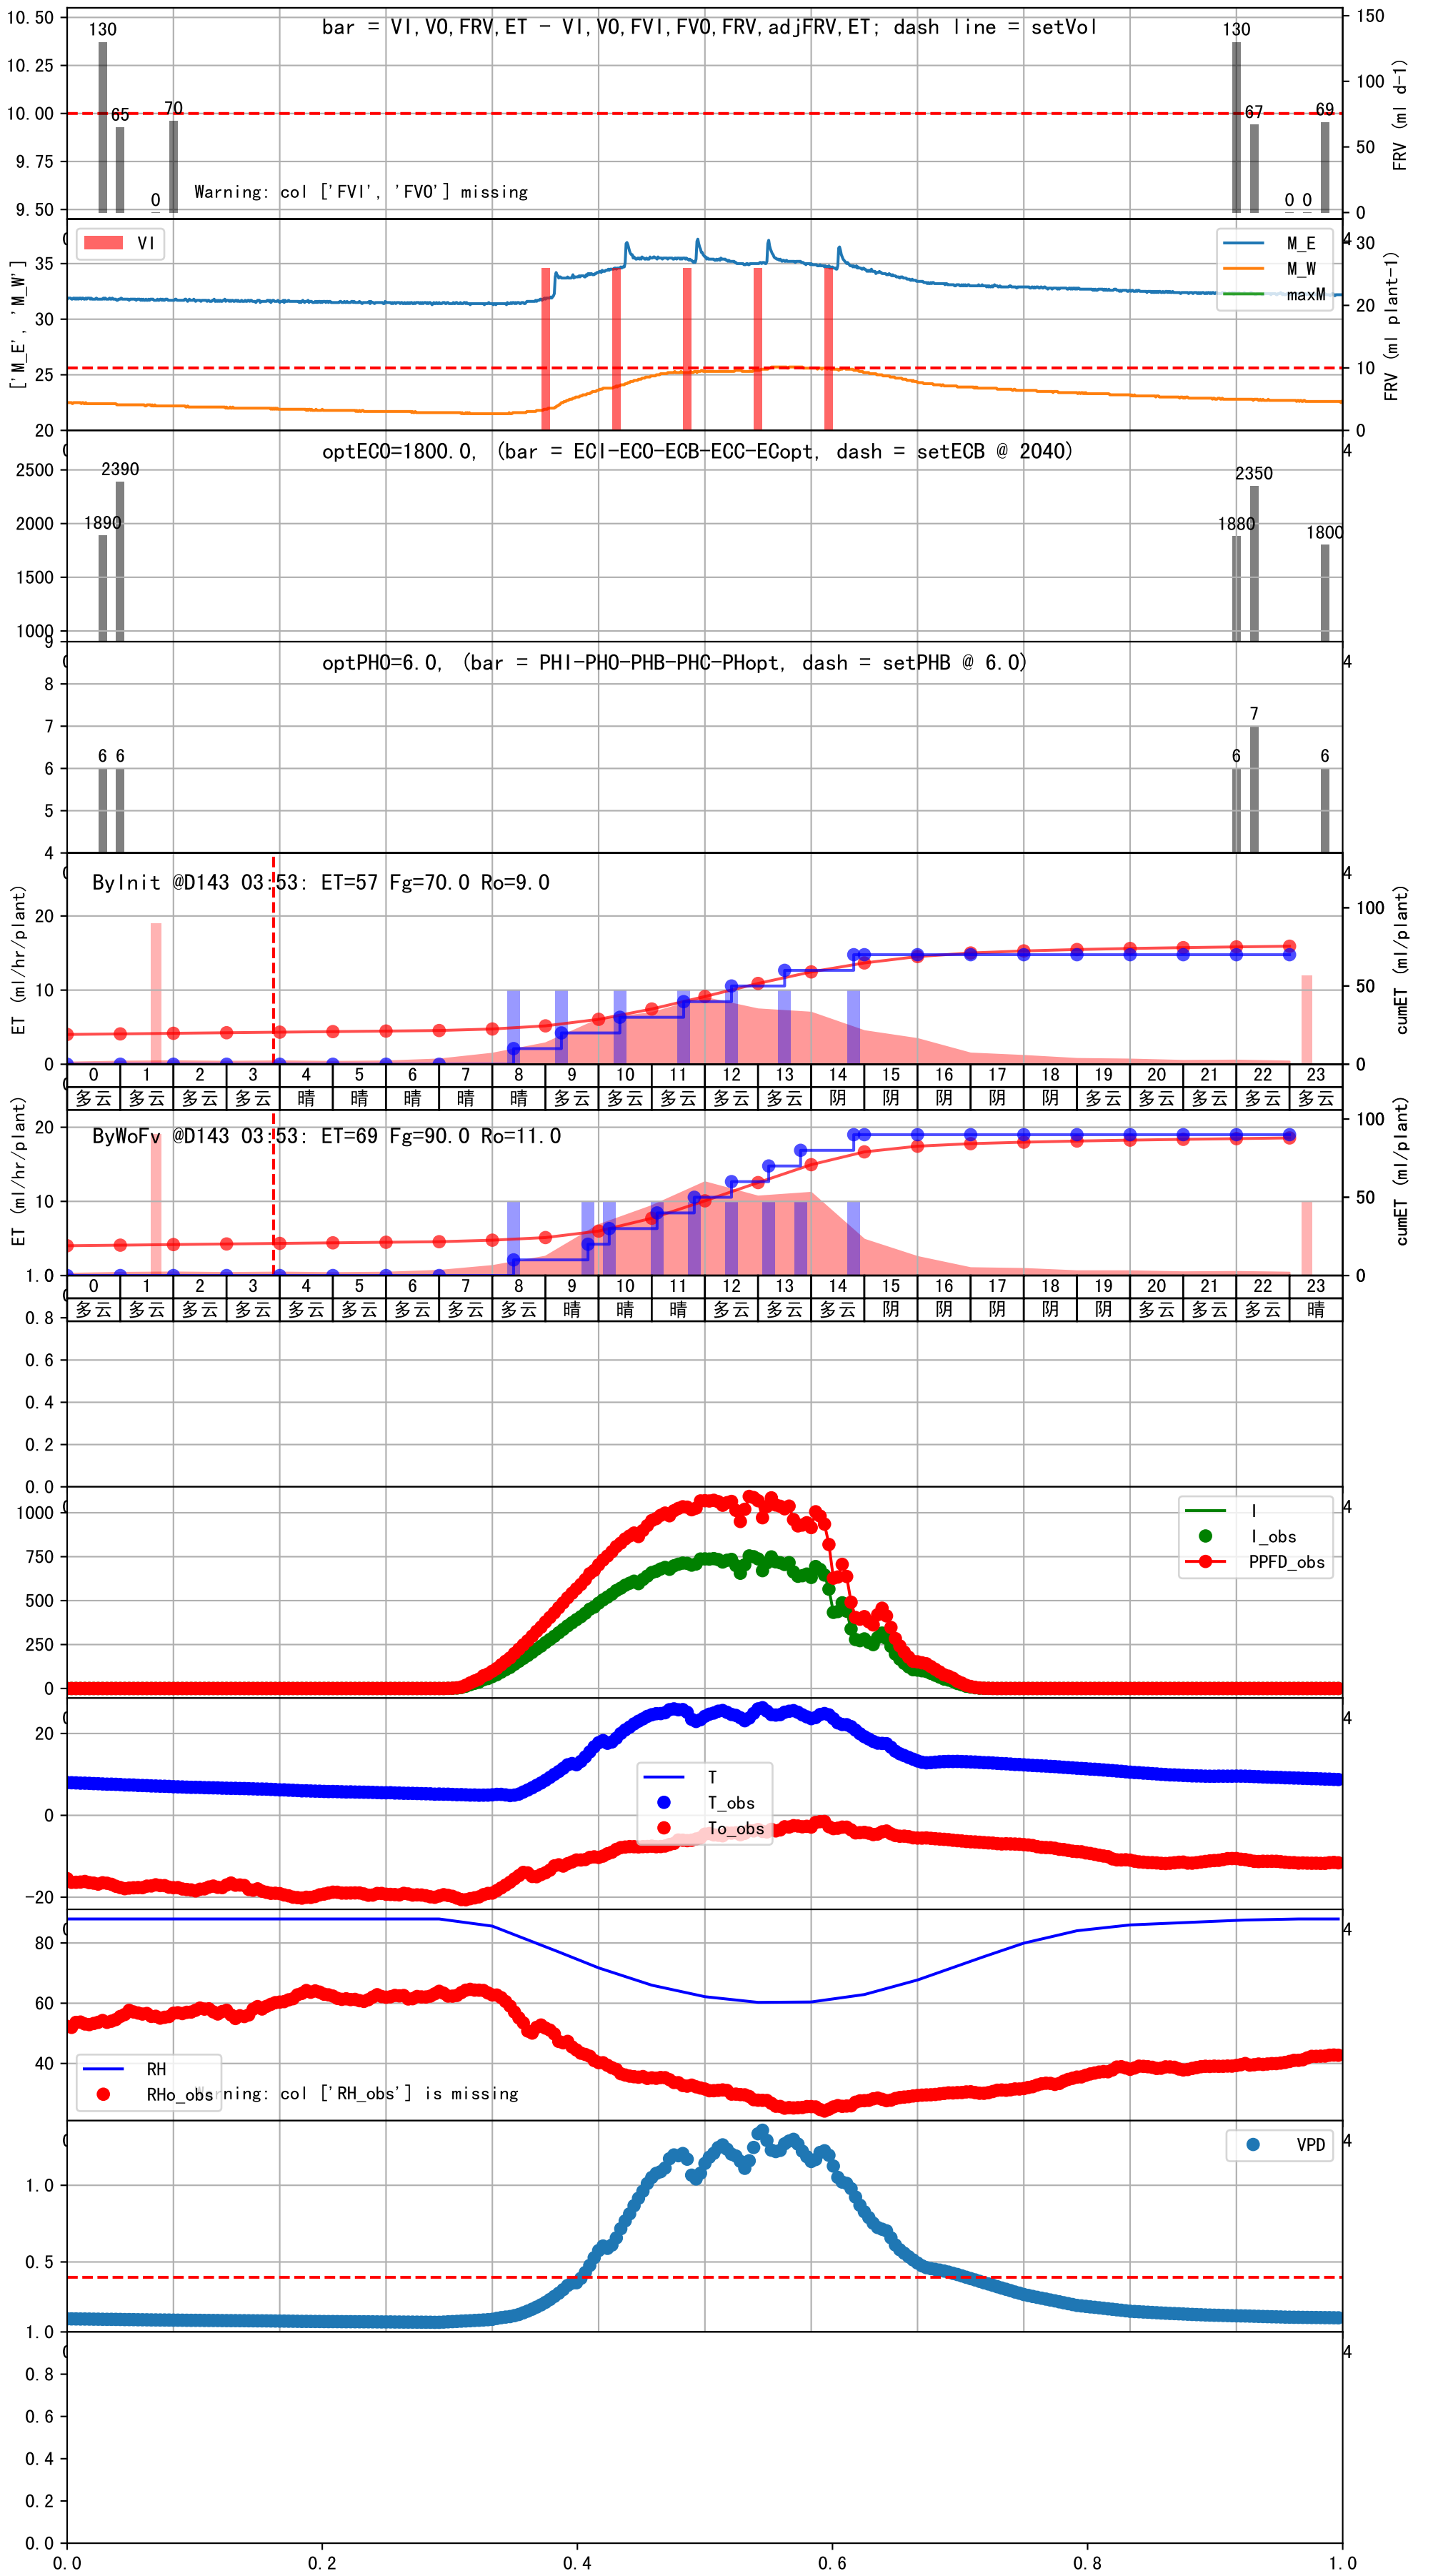 bar = VI,VO,FRV,ET - VI,VO,FVI,FVO,FRV,adjFRV,ET; dash line = setVol
10.50
10.25
10.00
9.75
9.50
130
65
0
70
130
67
0 0
69
150
100
50
0
FRV (ml d-1)
Warning: col ['FVI', 'FVO'] missing
VI
M_E
M_W
maxM
['M_E', 'M_W']
35
30
25
20
30
20
10
0
FRV (ml plant-1)
4
optECO=1800.0, (bar = ECI-ECO-ECB-ECC-ECopt, dash = setECB @ 2040)
4
2500
2000
1500
1000
1890
2390
1880
2350
1800
optPHO=6.0, (bar = PHI-PHO-PHB-PHC-PHopt, dash = setPHB @ 6.0)
4
9
8
7
6
5
4
6 6
6
7
6
4
ByInit @D143 03:53: ET=57 Fg=70.0 Ro=9.0
ET (ml/hr/plant)
20
10
0
100
50
0
cumET (ml/plant)
0 1 2 3 4 5 6 7 8 9 10 11 12 13 14 15 16 17 18 19 20 21 22 23
多云 多云 多云 多云 晴 晴 晴 晴 晴 多云 多云 多云 多云 多云 阴 阴 阴 阴 阴 多云 多云 多云 多云 多云
ByWoFv @D143 03:53: ET=69 Fg=90.0 Ro=11.0
ET (ml/hr/plant)
20
10
100
50
0
cumET (ml/plant)
0 1 2 3 4 5 6 7 8 9 10 11 12 13 14 15 16 17 18 19 20 21 22 23
多云 多云 多云 多云 多云 多云 多云 多云 多云 晴 晴 晴 多云 多云 多云 阴 阴 阴 阴 阴 多云 多云 多云 晴
1.0
0.8
0.6
0.4
0.2
0.0
I
I_obs
PPFD_obs
4
1000
750
500
250
0
T
T_obs
To_obs
4
20
0
-20
4
80
60
40
RH
RHo_obs
rning: col ['RH_obs'] is missing
VPD
4
1.0
0.5
4
1.0
0.8
0.6
0.4
0.2
0.0
0.0 0.2 0.4 0.6 0.8 1.0